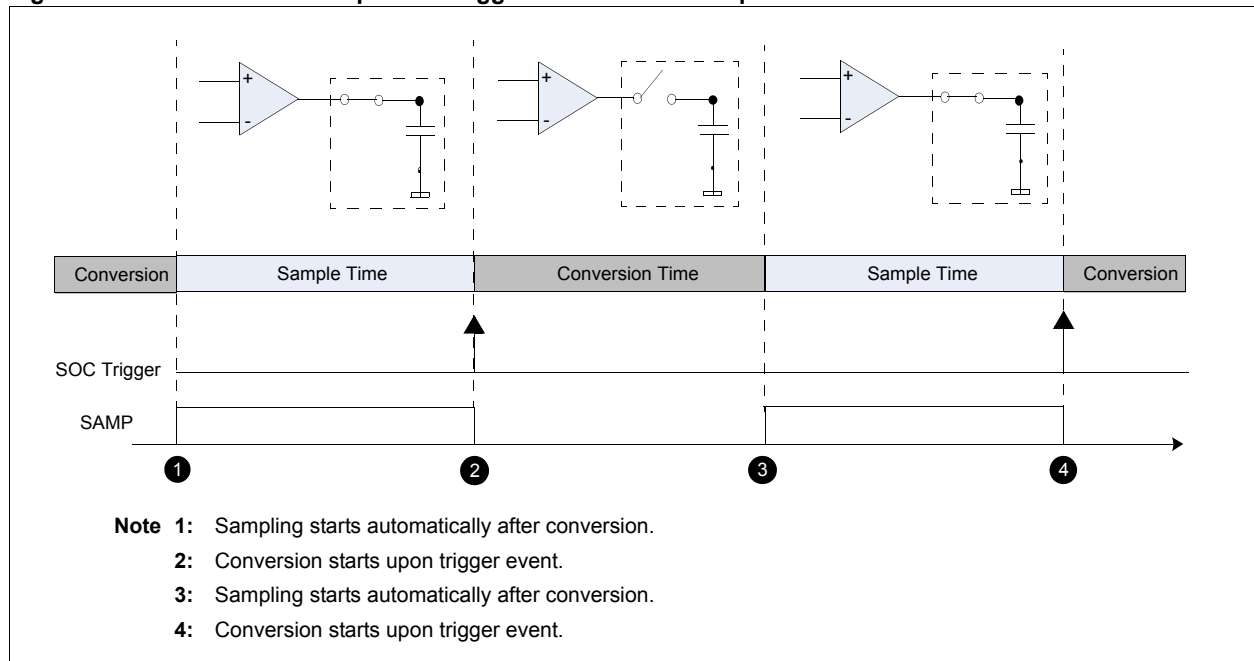 +
-
+
-
+
-
Conversion
Sample Time
Conversion Time
Sample Time
Conversion
SOC Trigger
SAMP
1
2
3
4
Note 1: Sampling starts automatically after conversion.
2: Conversion starts upon trigger event.
3: Sampling starts automatically after conversion.
4: Conversion starts upon trigger event.